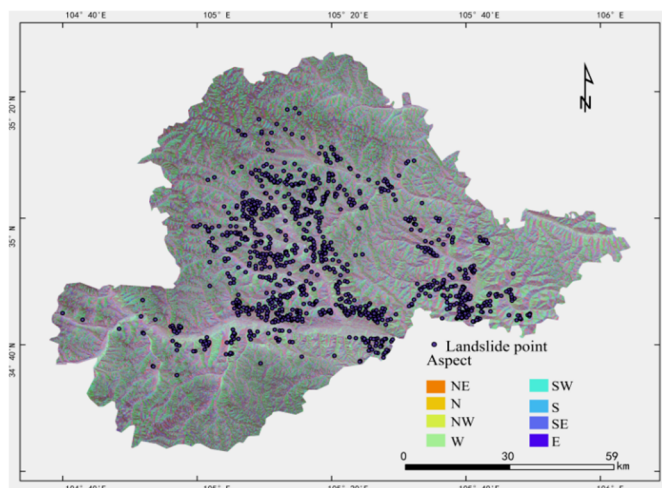 104° 40′E 105° E 105° 20′E 105° 40′E 106° E
35° 20′N
35° N
34° 40′N
N
Landslide point
Aspect
NE SW
N S
NW SE
W E
0 30 59
km